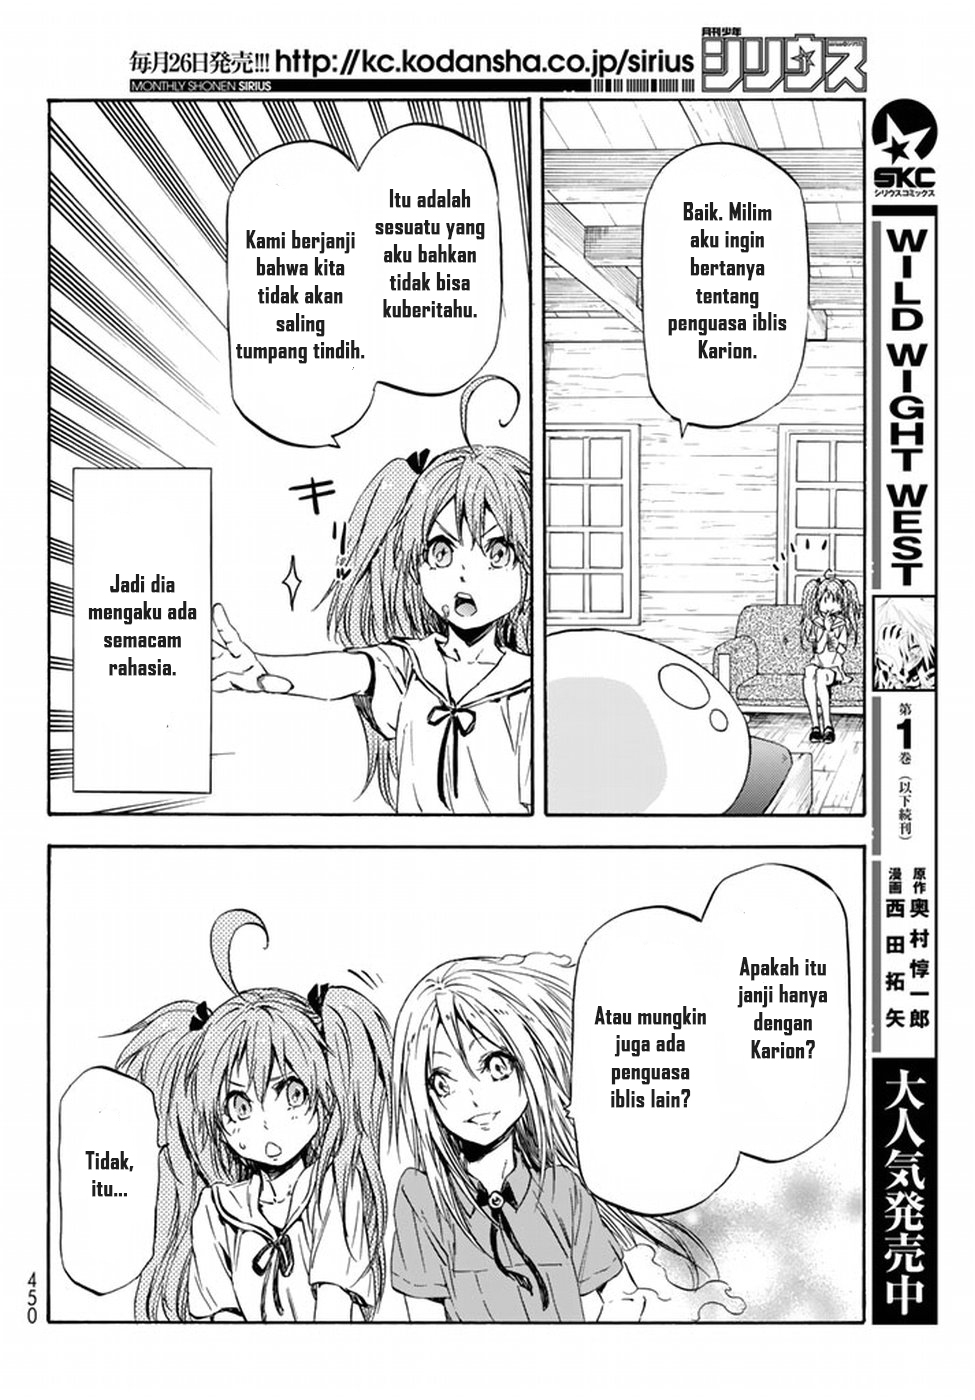 毎月26日発売!!! http://kc.kodansha.co.jp/sirius
MONTHLY SHONEN SIRIUS
月刊少年
シリウス
Baik. Milim
aku ingin
bertanya
tentang
penguasa iblis
Karion.
Itu adalah
sesuatu yang
aku bahkan
tidak bisa
kuberitahu.
Kami berjanji
bahwa kita
tidak akan
saling
tumpang tindih.
Jadi dia
mengaku ada
semacam
rahasia.
Apakah itu
janji hanya
dengan
Karion?
Atau mungkin
juga ada
penguasa
iblis lain?
Tidak,
itu...
SKC
シリウスコミックス
WILD WIGHT WEST
第1巻（以下続刊）
原作 奥村惇一郎
漫画 西田拓矢
大人気発売中
450